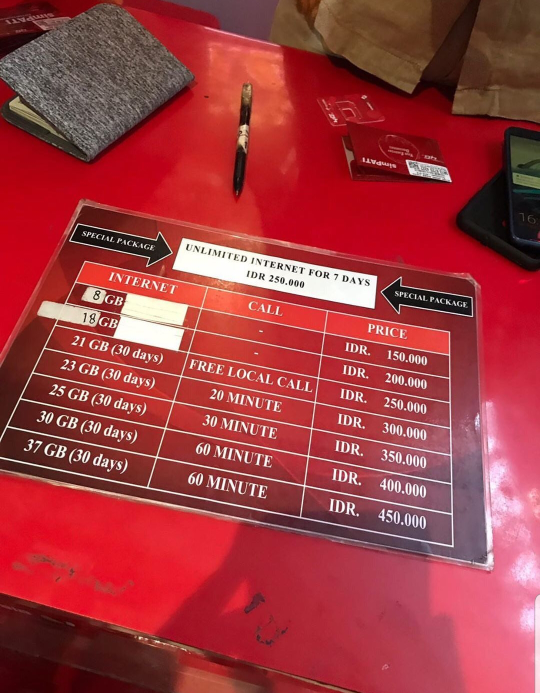 simPATI
simPATI
16
SPECIAL PACKAGE
UNLIMITED INTERNET FOR 7 DAYS
IDR 250.000
SPECIAL PACKAGE
INTERNET CALL PRICE
8 GB - IDR. 150.000
18 GB - IDR. 200.000
21 GB (30 days) FREE LOCAL CALL IDR. 250.000
23 GB (30 days) 20 MINUTE IDR. 300.000
25 GB (30 days) 30 MINUTE IDR. 350.000
30 GB (30 days) 60 MINUTE IDR. 400.000
37 GB (30 days) 60 MINUTE IDR. 450.000